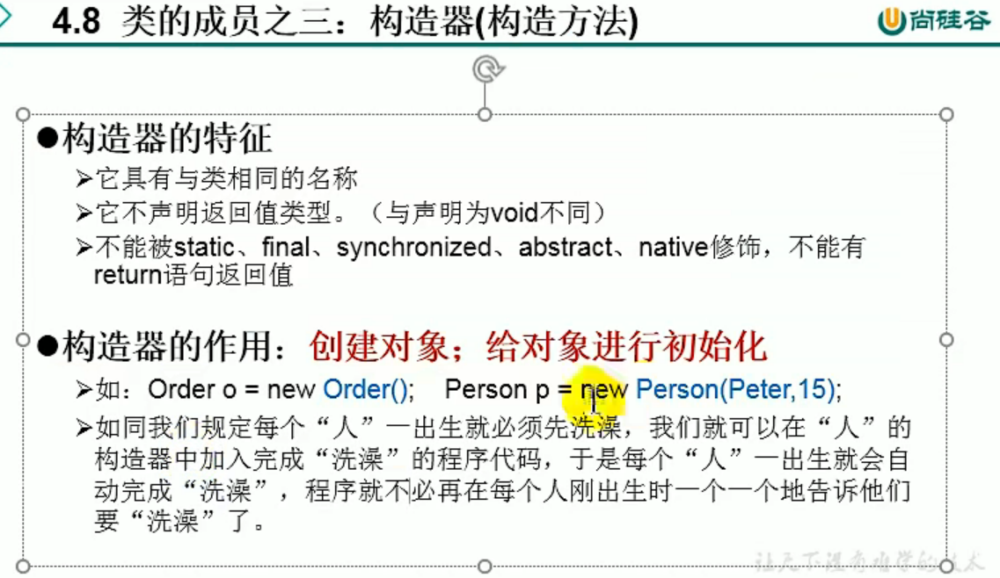 4.8 类的成员之三：构造器(构造方法)
尚硅谷
●构造器的特征
➢它具有与类相同的名称
➢它不声明返回值类型。（与声明为void不同）
➢不能被static、final、synchronized、abstract、native修饰，不能有
return语句返回值
●构造器的作用：创建对象；给对象进行初始化
➢如：Order o = new Order(); Person p = new Person(Peter,15);
➢如同我们规定每个“人”一出生就必须先洗澡，我们就可以在“人”的
构造器中加入完成“洗澡”的程序代码，于是每个“人”一出生就会自
动完成“洗澡”，程序就不必再在每个人刚出生时一个一个地告诉他们
要“洗澡”了。
让天下没有难学的技术